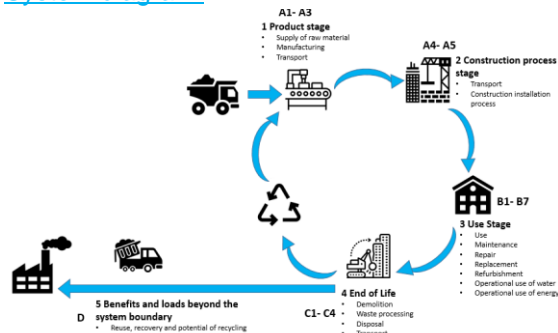 A1- A3
1 Product stage
• Supply of raw material
• Manufacturing
• Transport
A4- A5
2 Construction process
stage
• Transport
• Construction installation
process
B1- B7
3 Use Stage
• Use
• Maintenance
• Repair
• Replacement
• Refurbishment
• Operational use of water
• Operational use of energy
4 End of Life
C1- C4
• Demolition
• Waste processing
• Disposal
• Transport
5 Benefits and loads beyond the
D system boundary
• Reuse, recovery and potential of recycling